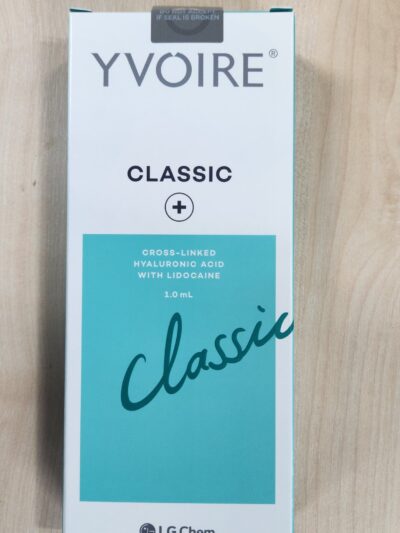 DO NOT ACCEPT
IF SEAL IS BROKEN
YVOIRE®
CLASSIC
+
CROSS-LINKED
HYALURONIC ACID
WITH LIDOCAINE
1.0 mL
Classic
LG Chem